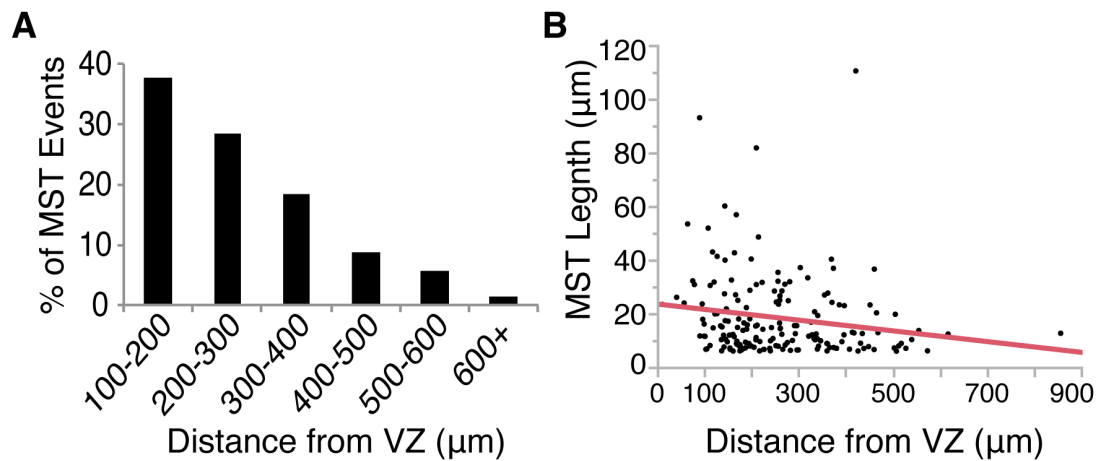 A
% of MST Events
40
30
20
10
0
100-200
200-300
300-400
400-500
500-600
600+
Distance from VZ (µm)
B
MST Legnth (µm)
120
100
80
60
40
20
0
0 100 300 500 700 900
Distance from VZ (µm)